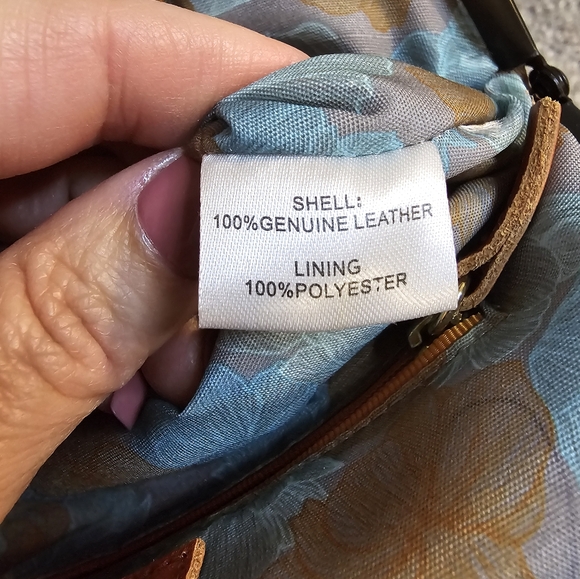 SHELL:
100%GENUINE LEATHER
LINING
100%POLYESTER